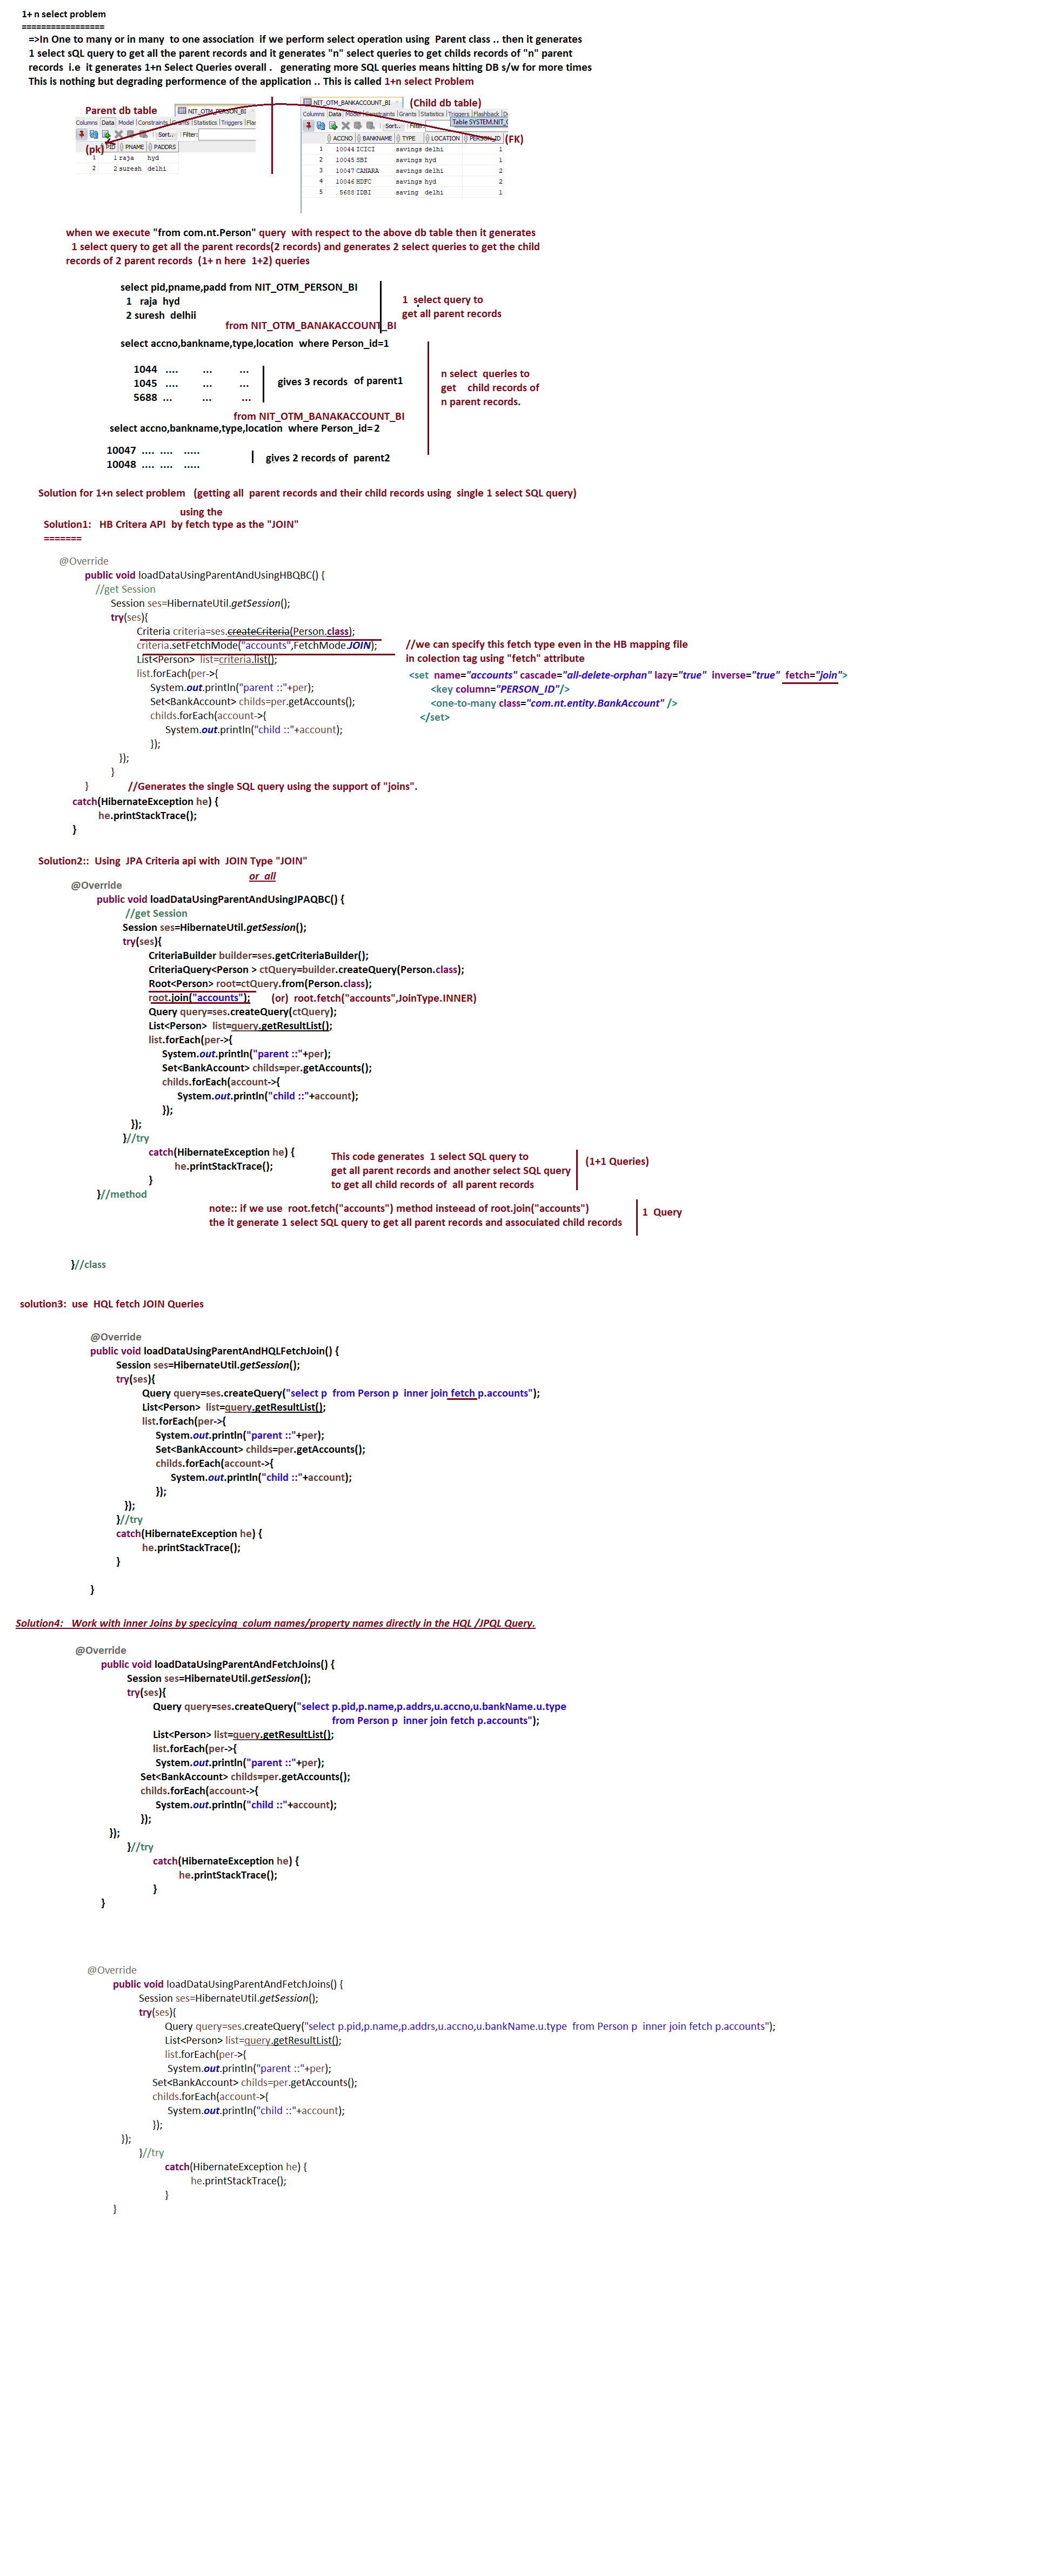 1+ n select problem
=================
=>In One to many or in many  to one association  if we perform select operation using  Parent class .. then it generates
1 select sQL query to get all the parent records and it generates "n" select queries to get childs records of "n" parent
records  i.e  it generates 1+n Select Queries overall .   generating more SQL queries means hitting DB s/w for more times
This is nothing but degrading performence of the application .. This is called 1+n select Problem
Parent db table
NIT_OTM_PERSON_BI
Columns Data Model |Constraints |Grants |Statistics |Triggers |Flas
Sort.. Filter:
(pk) PID PNAME PADDRS
1 1 raja hyd
2 2 suresh delhi
NIT_OTM_BANKACCOUNT_BI
(Child db table)
Columns Data Model |Constraints |Grants |Statistics |Triggers |Flashback |De
Sort.. Filter: Table SYSTEM.NIT_O
ACCNO BANKNAME TYPE LOCATION PERSON_ID (FK)
1 10044 ICICI savings delhi 1
2 10045 SBI savings hyd 1
3 10047 CANARA savings delhi 2
4 10046 HDFC savings hyd 2
5 5688 IDBI saving delhi 1
when we execute "from com.nt.Person" query  with respect to the above db table then it generates
1 select query to get all the parent records(2 records) and generates 2 select queries to get the child
records of 2 parent records  (1+ n here  1+2) queries
select pid,pname,padd from NIT_OTM_PERSON_BI
1   raja  hyd
2 suresh  delhii
1  select query to
get all parent records
from NIT_OTM_BANAKACCOUNT_BI
select accno,bankname,type,location  where Person_id=1
1044   ....         ...         ...
1045   ....         ...         ...
5688   ...          ...         ...
gives 3 records  of parent1
n select  queries to
get    child records of
n parent records.
from NIT_OTM_BANAKACCOUNT_BI
select accno,bankname,type,location  where Person_id=2
10047  ....  ....    .....
10048  ....  ....    .....
gives 2 records of  parent2
Solution for 1+n select problem   (getting all  parent records and their child records using  single 1 select SQL query)
using the
Solution1:   HB Critera API  by fetch type as the "JOIN"
=======
@Override
public void loadDataUsingParentAndUsingHBQBC() {
//get Session
Session ses=HibernateUtil.getSession();
try(ses){
Criteria criteria=ses.createCriteria(Person.class);
criteria.setFetchMode("accounts",FetchMode.JOIN);
List<Person>  list=criteria.list();
list.forEach(per->{
System.out.println("parent ::"+per);
Set<BankAccount> childs=per.getAccounts();
childs.forEach(account->{
System.out.println("child ::"+account);
});
});
}
}
//we can specify this fetch type even in the HB mapping file
in colection tag using "fetch" attribute
<set  name="accounts" cascade="all-delete-orphan" lazy="true"  inverse="true"  fetch="join">
<key column="PERSON_ID"/>
<one-to-many class="com.nt.entity.BankAccount" />
</set>
//Generates the single SQL query using the support of "joins".
catch(HibernateException he) {
he.printStackTrace();
}
Solution2::  Using  JPA Criteria api with  JOIN Type "JOIN"
or  all
@Override
public void loadDataUsingParentAndUsingJPAQBC() {
//get Session
Session ses=HibernateUtil.getSession();
try(ses){
CriteriaBuilder builder=ses.getCriteriaBuilder();
CriteriaQuery<Person > ctQuery=builder.createQuery(Person.class);
Root<Person> root=ctQuery.from(Person.class);
root.join("accounts");        (or)  root.fetch("accounts",JoinType.INNER)
Query query=ses.createQuery(ctQuery);
List<Person>  list=query.getResultList();
list.forEach(per->{
System.out.println("parent ::"+per);
Set<BankAccount> childs=per.getAccounts();
childs.forEach(account->{
System.out.println("child ::"+account);
});
});
}//try
catch(HibernateException he) {
he.printStackTrace();
}
}//method
This code generates  1 select SQL query to
get all parent records and another select SQL query
to get all child records of  all parent records
(1+1 Queries)
note:: if we use  root.fetch("accounts") method insteead of root.join("accounts")
the it generate 1 select SQL query to get all parent records and assocuiated child records
1  Query
}//class
solution3:  use  HQL fetch JOIN Queries
@Override
public void loadDataUsingParentAndHQLFetchJoin() {
Session ses=HibernateUtil.getSession();
try(ses){
Query query=ses.createQuery("select p  from Person p  inner join fetch p.accounts");
List<Person>  list=query.getResultList();
list.forEach(per->{
System.out.println("parent ::"+per);
Set<BankAccount> childs=per.getAccounts();
childs.forEach(account->{
System.out.println("child ::"+account);
});
});
}//try
catch(HibernateException he) {
he.printStackTrace();
}
}
Solution4:   Work with inner Joins by specicying  colum names/property names directly in the HQL /JPQL Query.
@Override
public void loadDataUsingParentAndFetchJoins() {
Session ses=HibernateUtil.getSession();
try(ses){
Query query=ses.createQuery("select p.pid,p.name,p.addrs,u.accno,u.bankName.u.type
from Person p  inner join fetch p.accounts");
List<Person> list=query.getResultList();
list.forEach(per->{
System.out.println("parent ::"+per);
Set<BankAccount> childs=per.getAccounts();
childs.forEach(account->{
System.out.println("child ::"+account);
});
});
}//try
catch(HibernateException he) {
he.printStackTrace();
}
}
@Override
public void loadDataUsingParentAndFetchJoins() {
Session ses=HibernateUtil.getSession();
try(ses){
Query query=ses.createQuery("select p.pid,p.name,p.addrs,u.accno,u.bankName.u.type  from Person p  inner join fetch p.accounts");
List<Person> list=query.getResultList();
list.forEach(per->{
System.out.println("parent ::"+per);
Set<BankAccount> childs=per.getAccounts();
childs.forEach(account->{
System.out.println("child ::"+account);
});
});
}//try
catch(HibernateException he) {
he.printStackTrace();
}
}